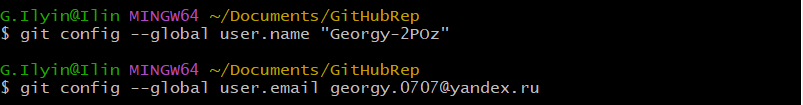 G.Ilyin@Ilin MINGW64 ~/Documents/GitHubRep
$ git config --global user.name "Georgy-2POz"
G.Ilyin@Ilin MINGW64 ~/Documents/GitHubRep
$ git config --global user.email georgy.0707@yandex.ru